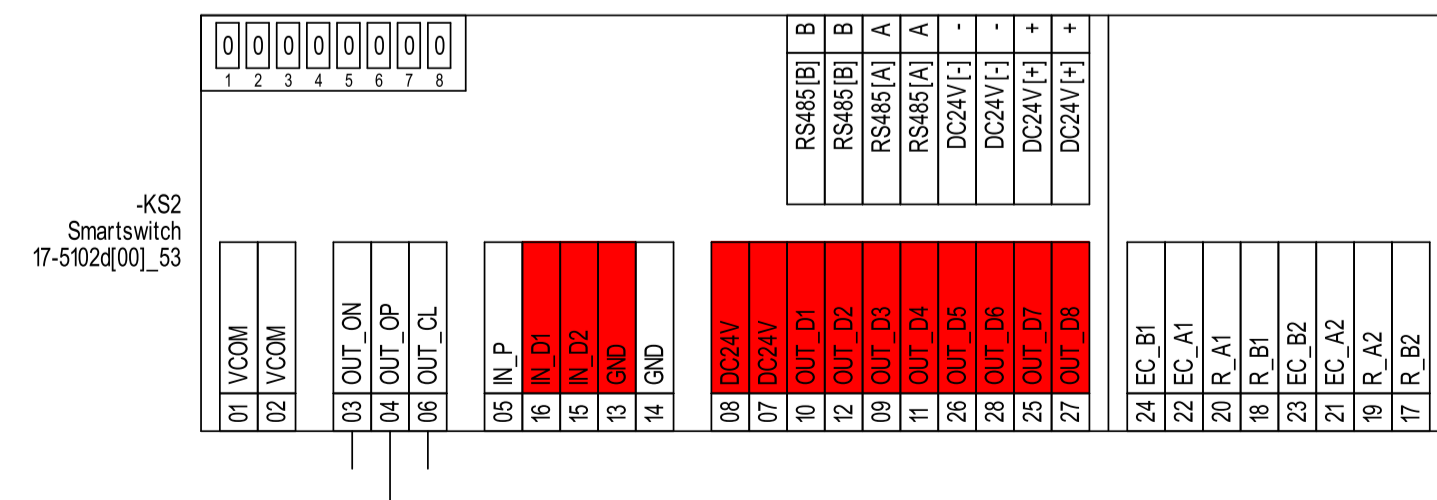 0 0 0 0 0 0 0 0
1 2 3 4 5 6 7 8
B B A A - - + +
RS485[B] RS485[B] RS485[A] RS485[A] DC24V[-] DC24V[-] DC24V[+] DC24V[+]
-KS2
Smartswitch
17-5102d[00]_53
VCOM VCOM OUT_ON OUT_OP OUT_CL IN_P IN_D1 IN_D2 GND GND DC24V DC24V OUT_D1 OUT_D2 OUT_D3 OUT_D4 OUT_D5 OUT_D6 OUT_D7 OUT_D8 EC_B1 EC_A1 R_A1 R_B1 EC_B2 EC_A2 R_A2 R_B2
01 02 03 04 06 05 16 15 13 14 08 07 10 12 09 11 26 28 25 27 24 22 20 18 23 21 19 17